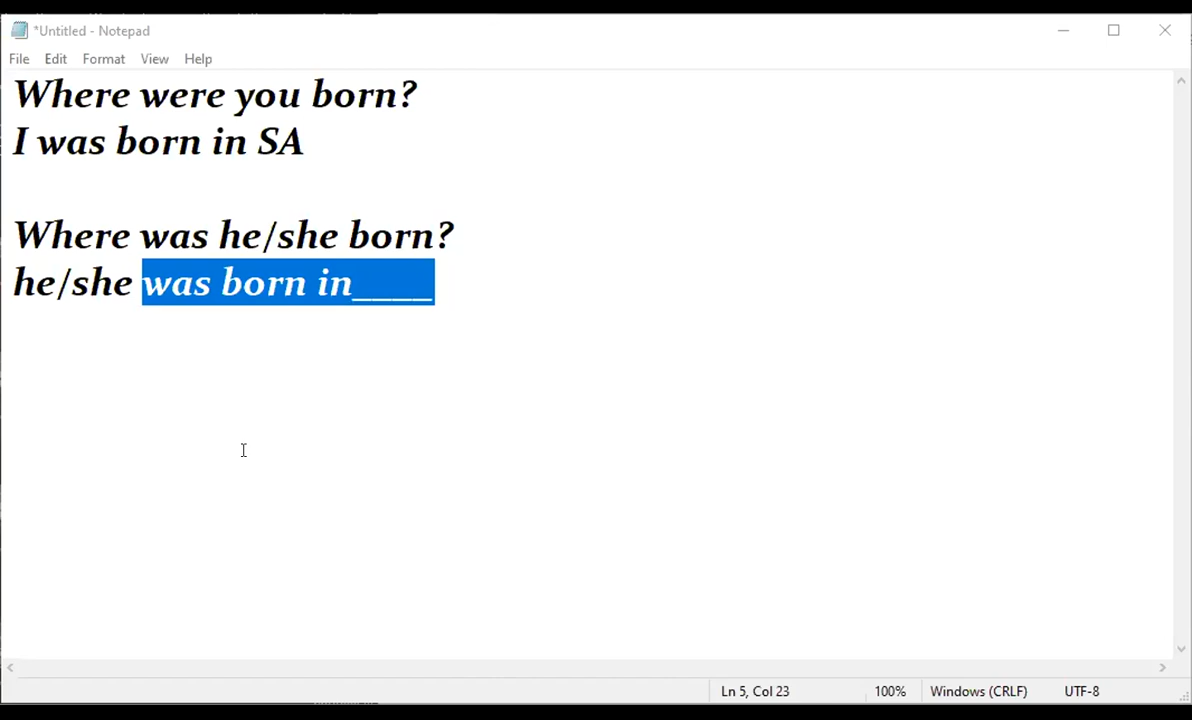 *Untitled - Notepad
File Edit Format View Help
Where were you born?
I was born in SA
Where was he/she born?
he/she was born in____
Ln 5, Col 23 100% Windows (CRLF) UTF-8